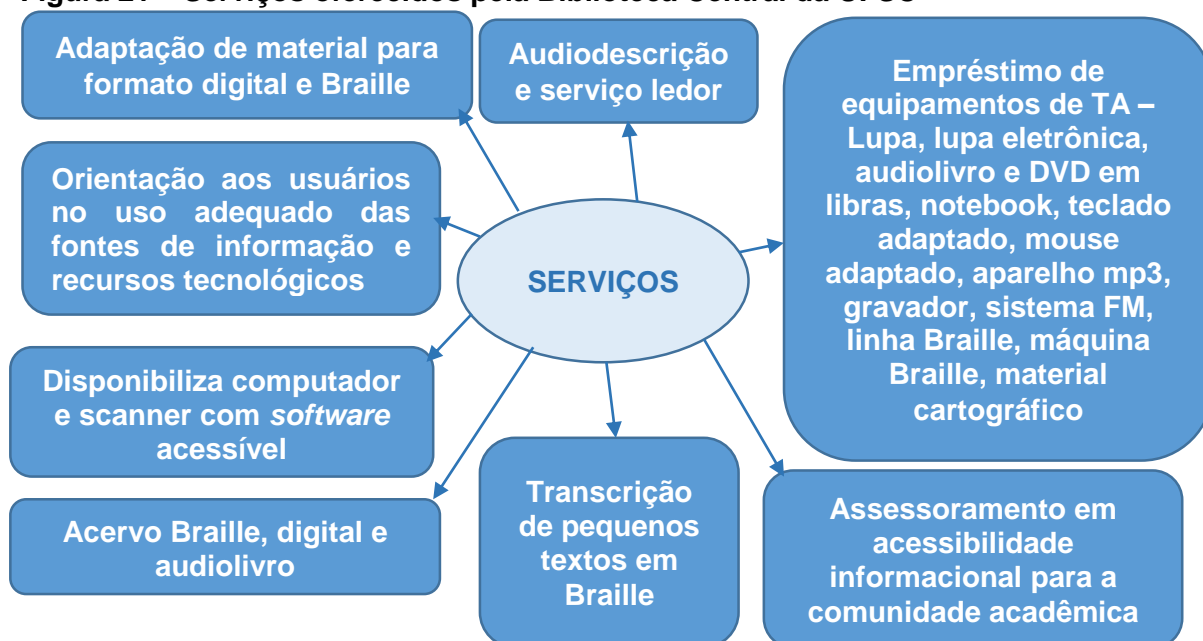 Adaptação de material para
formato digital e Braille
Audiodescrição
e serviço ledor
Empréstimo de
equipamentos de TA –
Lupa, lupa eletrônica,
audiolivro e DVD em
libras, notebook, teclado
adaptado, mouse
adaptado, aparelho mp3,
gravador, sistema FM,
linha Braille, máquina
Braille, material
cartográfico
Orientação aos usuários
no uso adequado das
fontes de informação e
recursos tecnológicos
SERVIÇOS
Disponibiliza computador
e scanner com software
acessível
Acervo Braille, digital e
audiolivro
Transcrição
de pequenos
textos em
Braille
Assessoramento em
acessibilidade
informacional para a
comunidade acadêmica